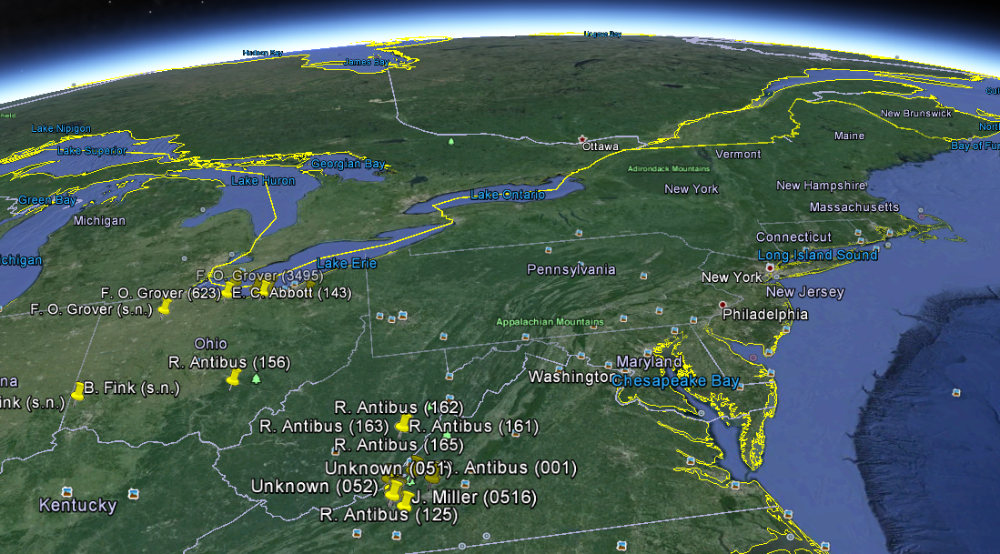 Hudson Bay
Ungava Bay
James Bay
Gul
hield
Lake Nipigon
New Brunswick
North
Ottawa
Maine
Bay of Fun
Lake Superior
Vermont
Georgian Bay
Adirondack Mountains
Lake Huron
New York
New Hampshire
Green Bay
Lake Ontario
Massachusetts
Michigan
Connecticut
ichigan
Lake Erie
Long Island Sound
Pennsylvania
F. O. Grover (3495)
New York
F. O. Grover (623)
E. C. Abbott (143)
New Jersey
F. O. Grover (s.n.)
Philadelphia
Appalachian Mountains
Ohio
R. Antibus (156)
Maryland
Washington
Chesapeake Bay
na
B. Fink (s.n.)
ink (s.n.)
R. Antibus (162)
R. Antibus (163)
R. Antibus (161)
R. Antibus (165)
Unknown (051)
. Antibus (001)
Unknown (052)
J. Miller (0516)
Kentucky
R. Antibus (125)